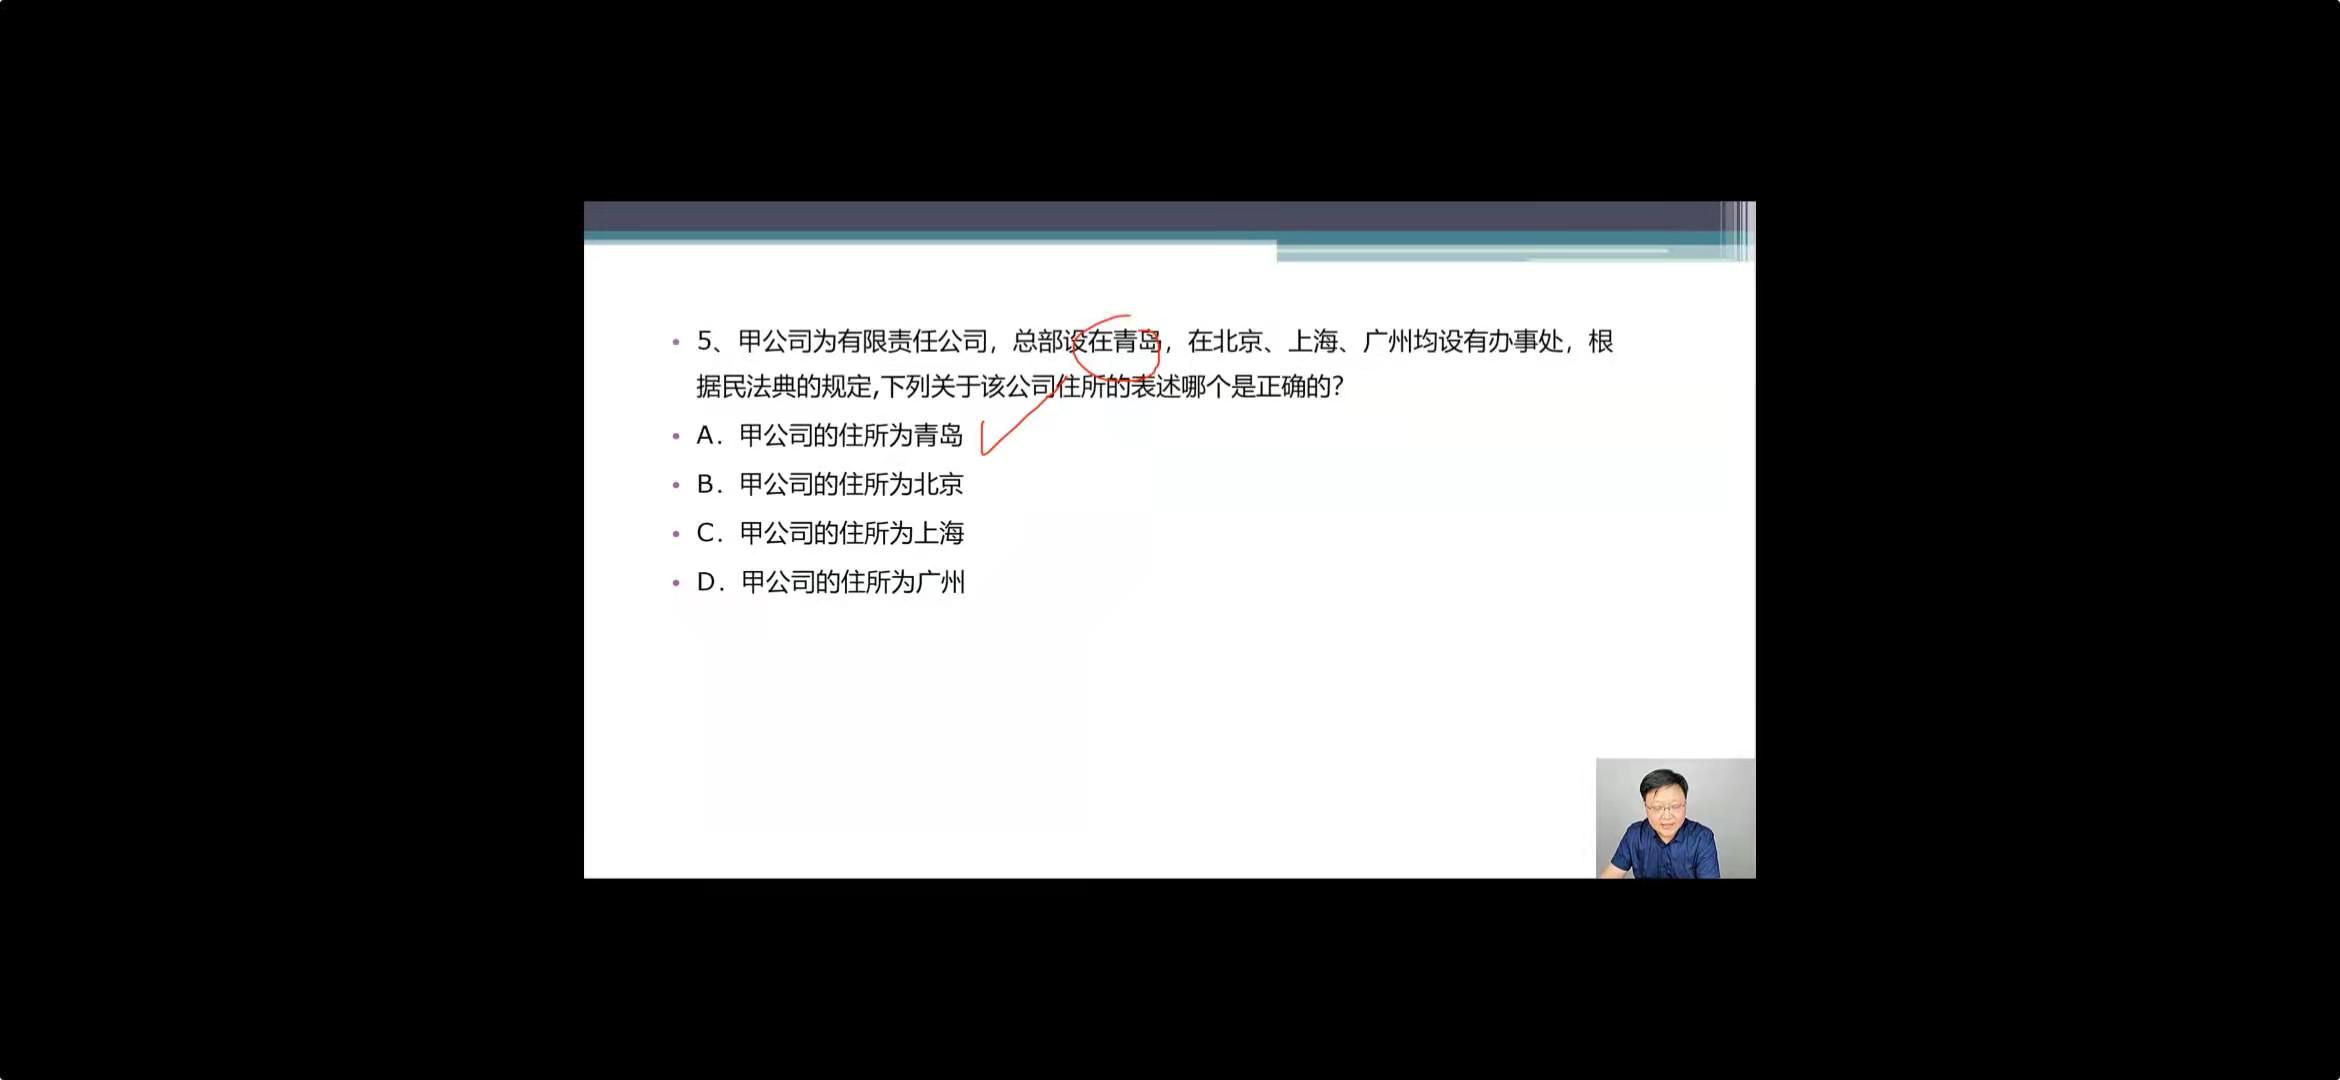 5、甲公司为有限责任公司，总部设在青岛，在北京、上海、广州均设有办事处，根
据民法典的规定,下列关于该公司住所的表述哪个是正确的?
A．甲公司的住所为青岛
B．甲公司的住所为北京
C．甲公司的住所为上海
D．甲公司的住所为广州